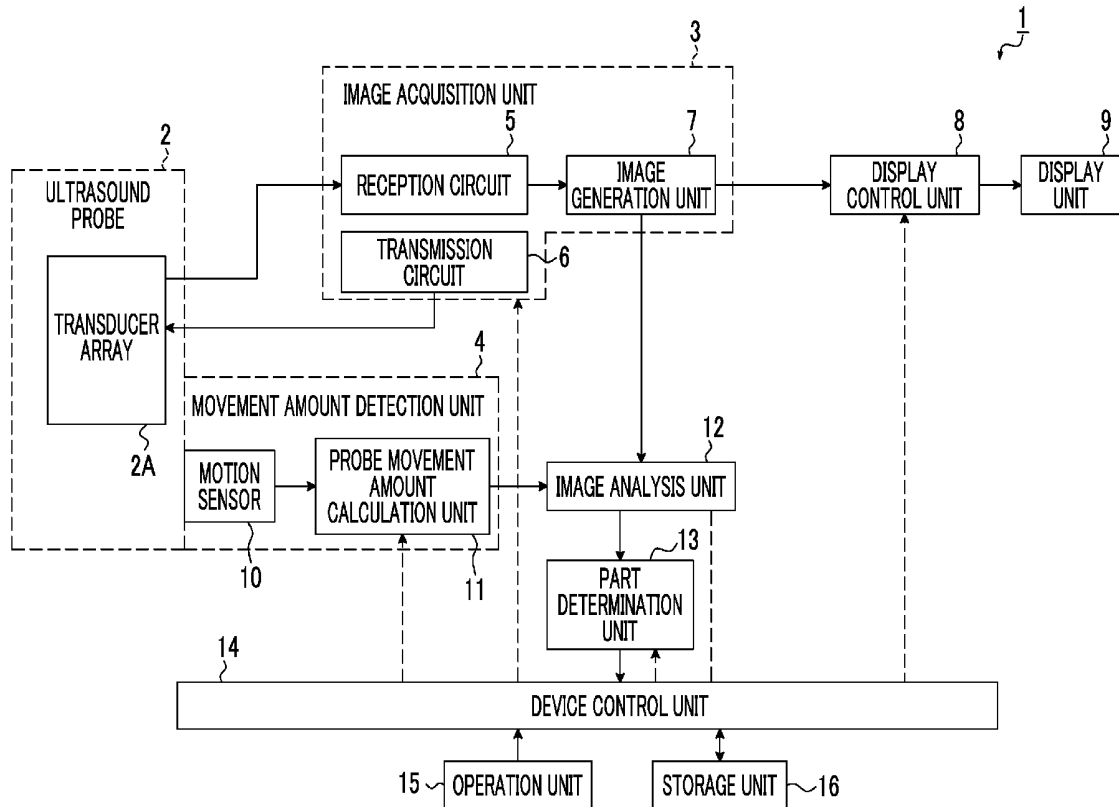 1
3
IMAGE ACQUISITION UNIT
2
5
7
8
9
ULTRASOUND
PROBE
RECEPTION CIRCUIT
IMAGE
GENERATION UNIT
DISPLAY
CONTROL UNIT
DISPLAY
UNIT
TRANSMISSION
CIRCUIT
6
TRANSDUCER
ARRAY
2A
4
MOVEMENT AMOUNT DETECTION UNIT
MOTION
SENSOR
10
PROBE MOVEMENT
AMOUNT
CALCULATION UNIT
11
12
IMAGE ANALYSIS UNIT
13
PART
DETERMINATION
UNIT
14
DEVICE CONTROL UNIT
15
OPERATION UNIT
STORAGE UNIT
16